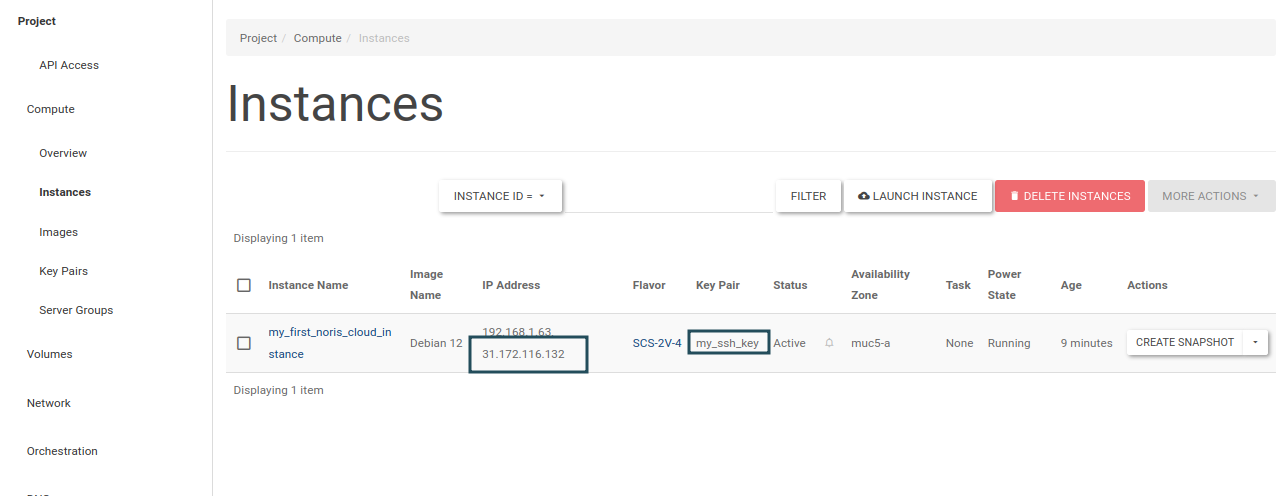 Project
API Access
Compute
Overview
Instances
Images
Key Pairs
Server Groups
Volumes
Network
Orchestration
Project / Compute / Instances
Instances
INSTANCE ID = FILTER LAUNCH INSTANCE DELETE INSTANCES MORE ACTIONS
Displaying 1 item
Instance Name Image Name IP Address Flavor Key Pair Status Availability Zone Task Power State Age Actions
my_first_noris_cloud_in
stance
Debian 12
192.168.1.63,
31.172.116.132
SCS-2V-4 my_ssh_key Active muc5-a None Running 9 minutes CREATE SNAPSHOT
Displaying 1 item